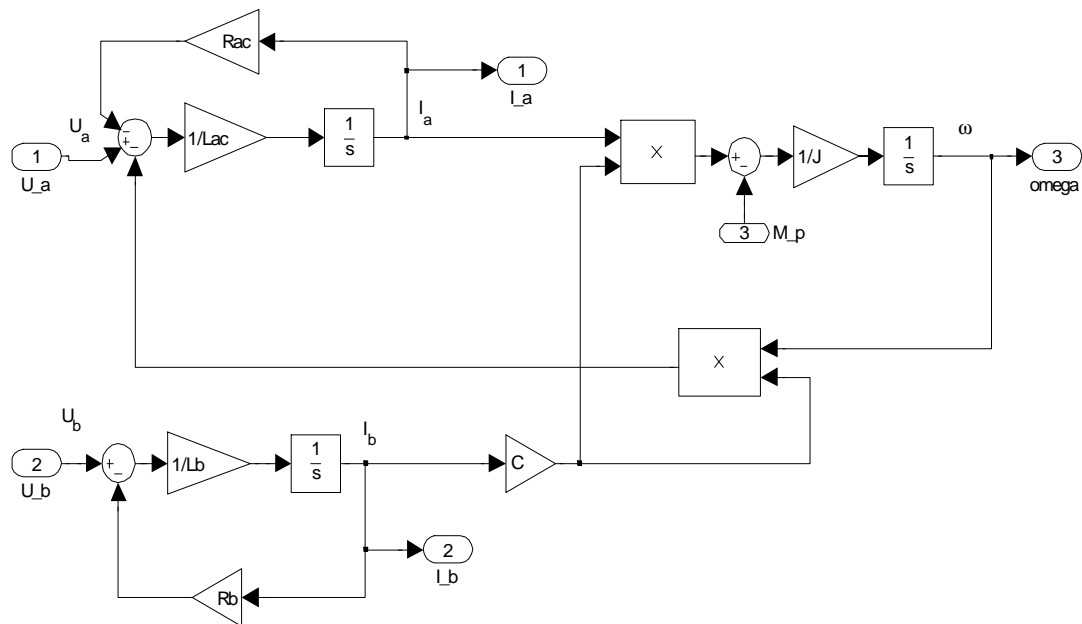 Rac
1
I_a
U_a
I_a
1
U_a
− + −
1/Lac
1
s
X
+ −
1/J
1
s
ω
3
omega
3
M_p
X
U_b
I_b
2
U_b
+ −
1/Lb
1
s
C
2
I_b
Rb